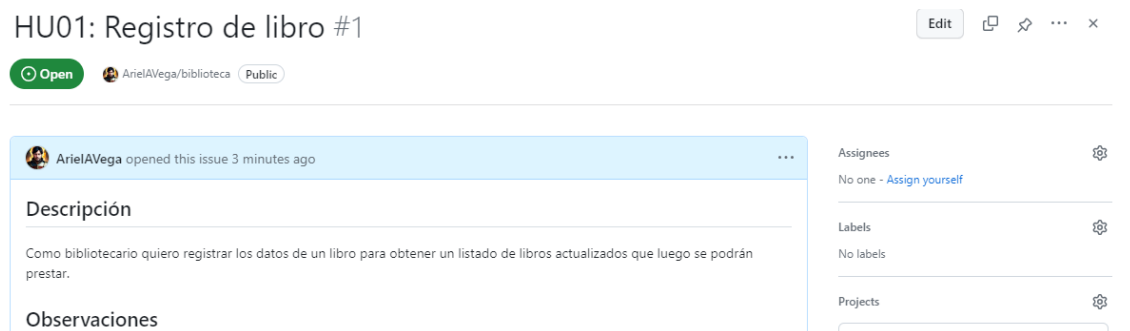 HU01: Registro de libro #1
Edit
Open
ArielAVega/biblioteca
Public
ArielAVega opened this issue 3 minutes ago
Assignees
No one - Assign yourself
Descripción
Labels
Como bibliotecario quiero registrar los datos de un libro para obtener un listado de libros actualizados que luego se podrán
prestar.
No labels
Projects
Observaciones